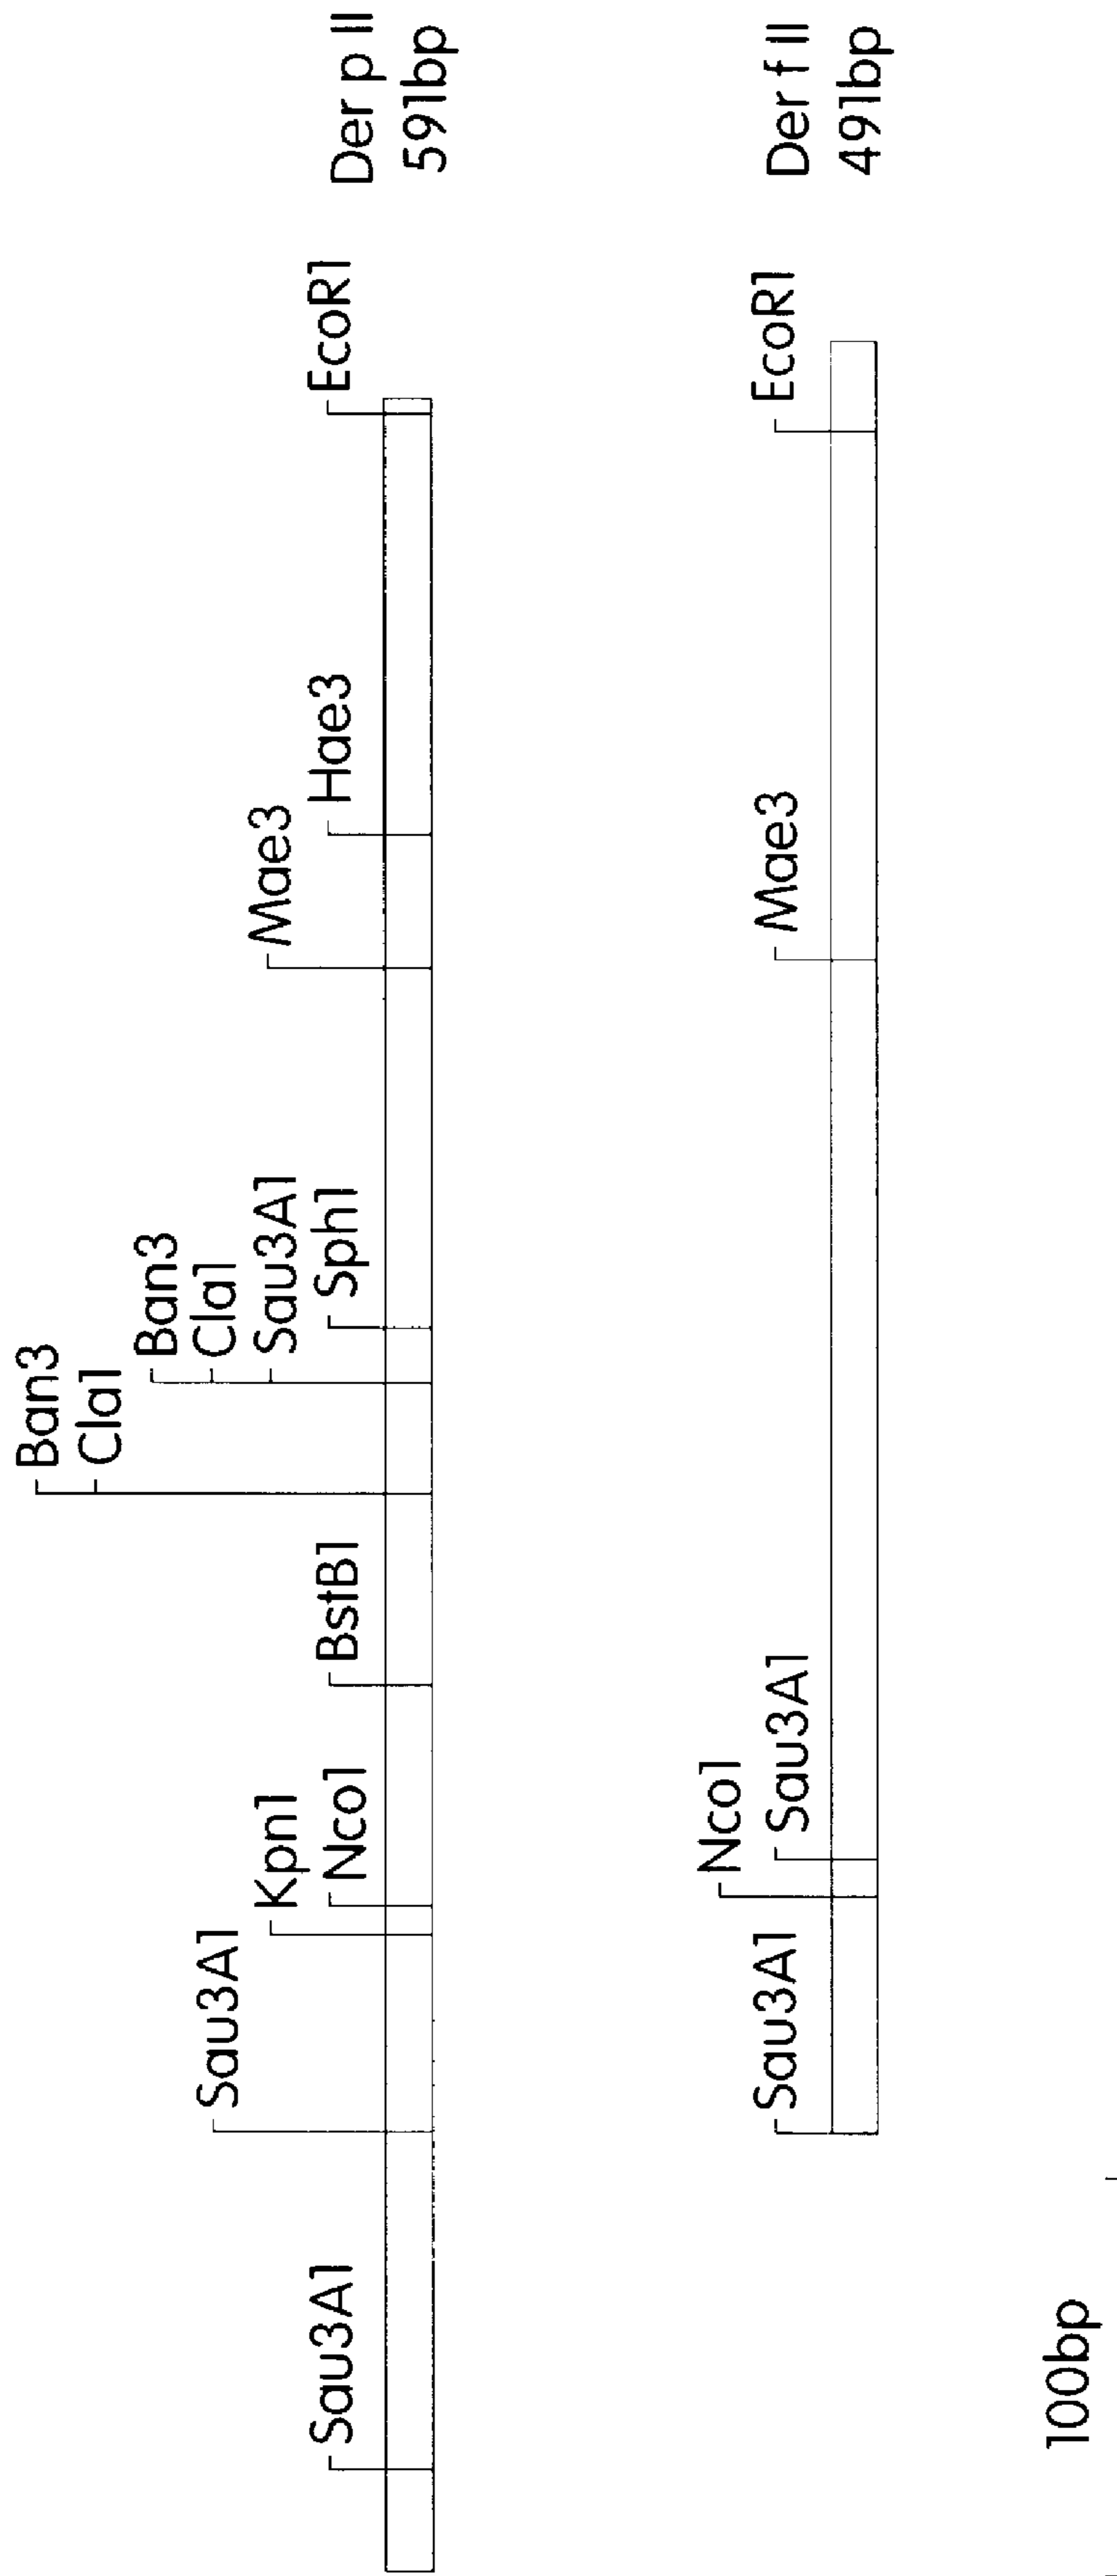 Ban3
Cla1
Ban3
Cla1
Sau3A1
Sau3A1
Kpn1
Mae3
Sau3A1
Nco1
BstB1
Sph1
Hae3
EcoR1
Der p II
591bp
Nco1
Sau3A1
Sau3A1
Mae3
EcoR1
Der f II
491bp
100bp